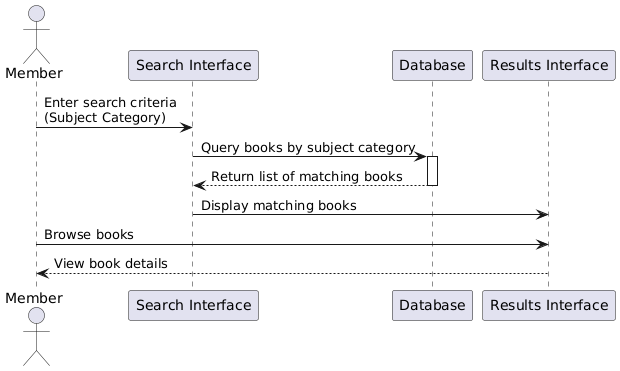 Member
Search Interface
Database
Results Interface
Enter search criteria
(Subject Category)
Query books by subject category
Return list of matching books
Display matching books
Browse books
View book details
Member
Search Interface
Database
Results Interface